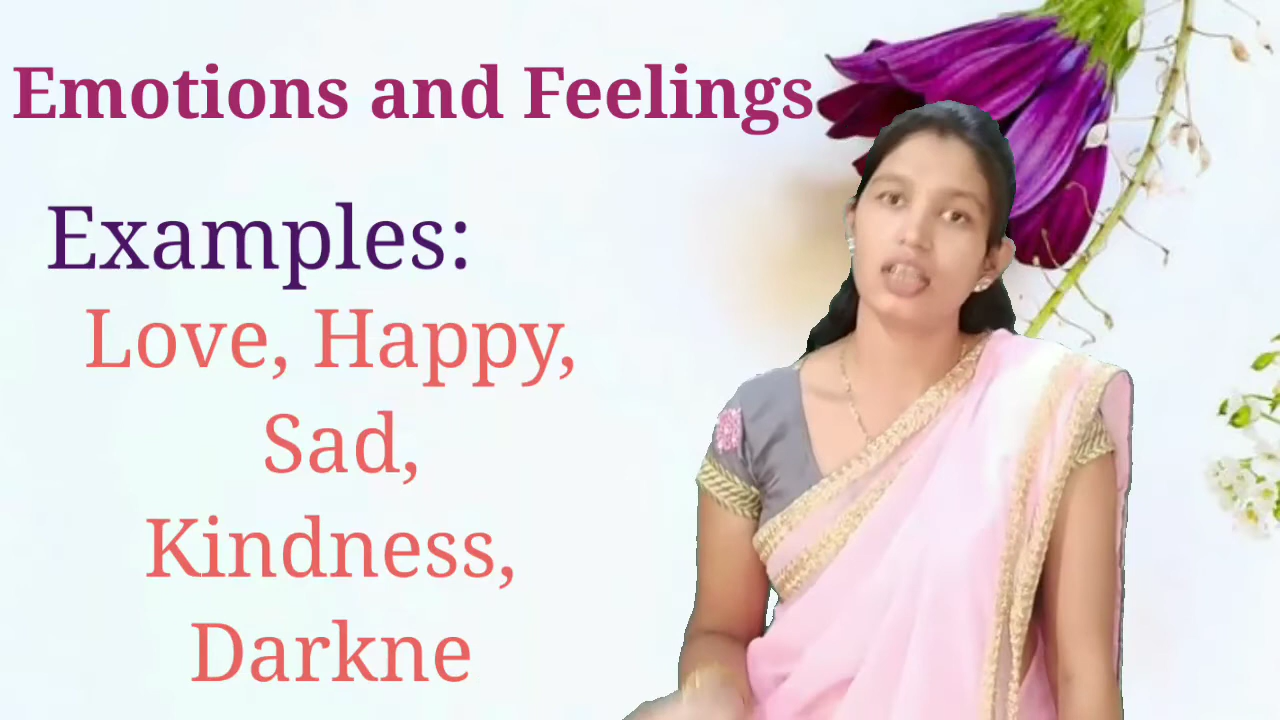 Emotions and Feelings
Examples:
Love, Happy,
Sad,
Kindness,
Darkne